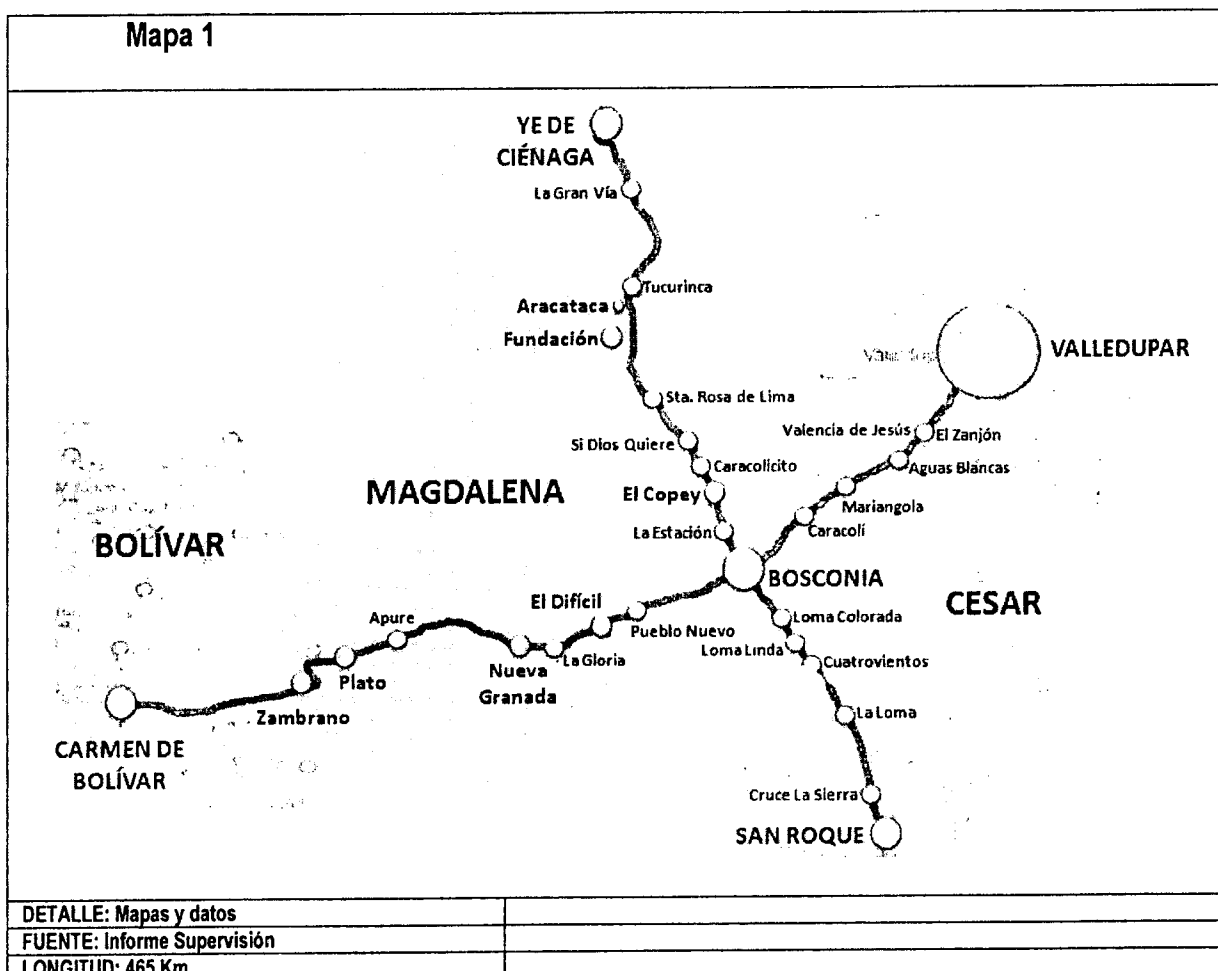 Mapa 1
YE DE
CIÉNAGA
La Gran Vía
Tucurinca
Aracataca
Fundación
VALLEDUPAR
Sta. Rosa de Lima
Valencia de Jesús
El Zanjón
Si Dios Quiere
Caracolicito
Aguas Blancas
MAGDALENA
El Copey
Mariangola
La Estación
Caracolí
BOLÍVAR
BOSCONIA
CESAR
El Difícil
Apure
Pueblo Nuevo
Loma Colorada
Loma Linda
La Gloria
Cuatrovientos
Nueva
Granada
Plato
Zambrano
La Loma
CARMEN DE
BOLÍVAR
Cruce La Sierra
SAN ROQUE
DETALLE: Mapas y datos
FUENTE: Informe Supervisión
LONGITUD: 465 Km